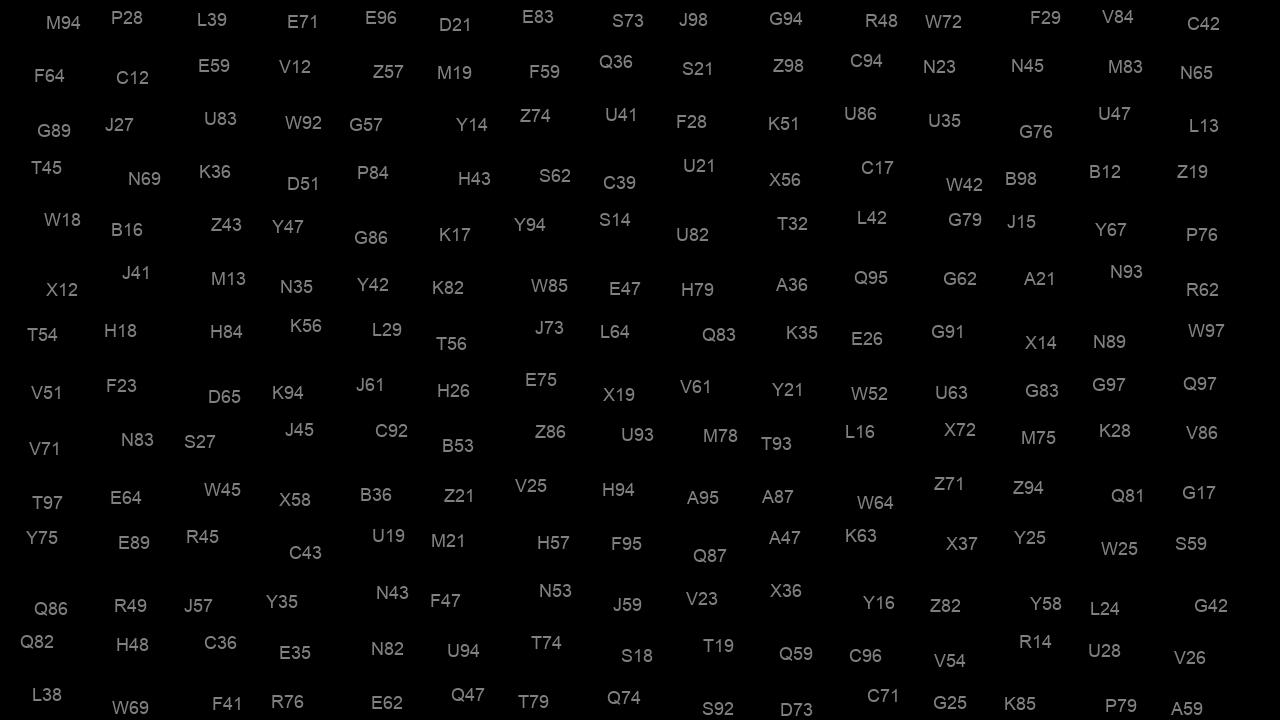 M94 P28 L39 E71 E96 D21 E83 S73 J98 G94 R48 W72 F29 V84 C42
F64 C12 E59 V12 Z57 M19 F59 Q36 S21 Z98 C94 N23 N45 M83 N65
G89 J27 U83 W92 G57 Y14 Z74 U41 F28 K51 U86 U35 G76 U47 L13
T45 N69 K36 D51 P84 H43 S62 C39 U21 X56 C17 W42 B98 B12 Z19
W18 B16 Z43 Y47 G86 K17 Y94 S14 U82 T32 L42 G79 J15 Y67 P76
X12 J41 M13 N35 Y42 K82 W85 E47 H79 A36 Q95 G62 A21 N93 R62
T54 H18 H84 K56 L29 T56 J73 L64 Q83 K35 E26 G91 X14 N89 W97
V51 F23 D65 K94 J61 H26 E75 X19 V61 Y21 W52 U63 G83 G97 Q97
V71 N83 S27 J45 C92 B53 Z86 U93 M78 T93 L16 X72 M75 K28 V86
T97 E64 W45 X58 B36 Z21 V25 H94 A95 A87 W64 Z71 Z94 Q81 G17
Y75 E89 R45 C43 U19 M21 H57 F95 Q87 A47 K63 X37 Y25 W25 S59
Q86 R49 J57 Y35 N43 F47 N53 J59 V23 X36 Y16 Z82 Y58 L24 G42
Q82 H48 C36 E35 N82 U94 T74 S18 T19 Q59 C96 V54 R14 U28 V26
L38 W69 F41 R76 E62 Q47 T79 Q74 S92 D73 C71 G25 K85 P79 A59